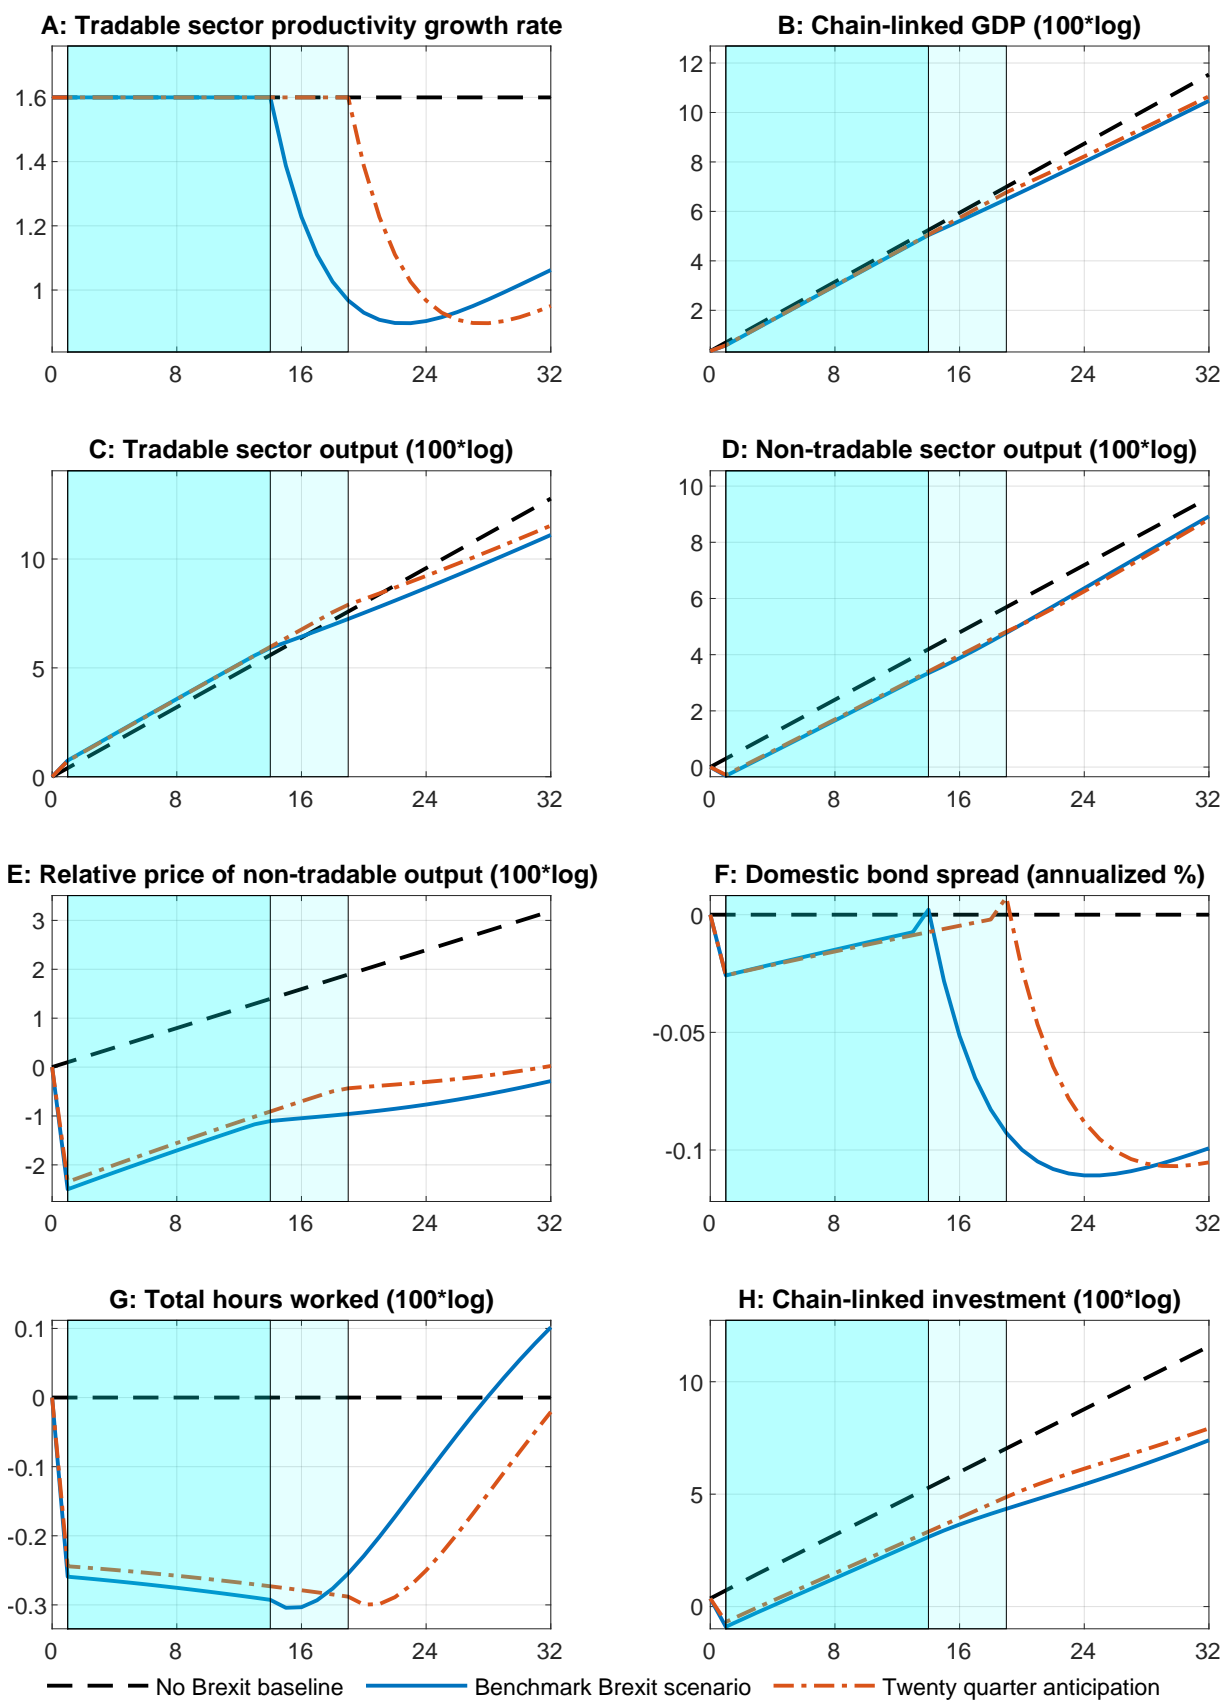 A: Tradable sector productivity growth rate
1.6
1.4
1.2
1
0 8 16 24 32
B: Chain-linked GDP (100*log)
12
10
8
6
4
2
0 8 16 24 32
C: Tradable sector output (100*log)
10
5
0
0 8 16 24 32
D: Non-tradable sector output (100*log)
10
8
6
4
2
0
0 8 16 24 32
E: Relative price of non-tradable output (100*log)
3
2
1
0
-1
-2
0 8 16 24 32
F: Domestic bond spread (annualized %)
0
-0.05
-0.1
0 8 16 24 32
G: Total hours worked (100*log)
0.1
0
-0.1
-0.2
-0.3
0 8 16 24 32
H: Chain-linked investment (100*log)
10
5
0
0 8 16 24 32
No Brexit baseline Benchmark Brexit scenario Twenty quarter anticipation